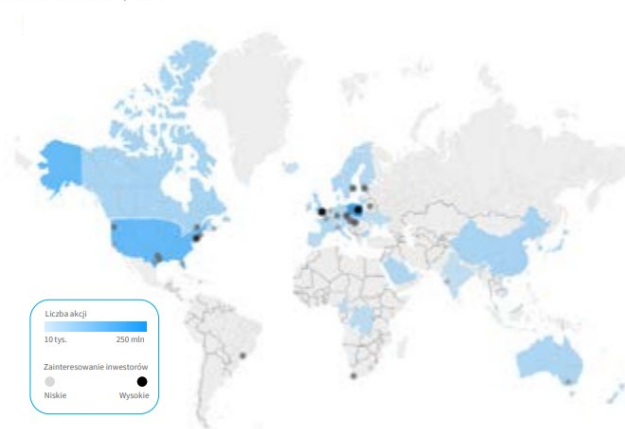 Liczba akcji
10 tys. 250 mln
Zainteresowanie inwestorów
Niskie Wysokie